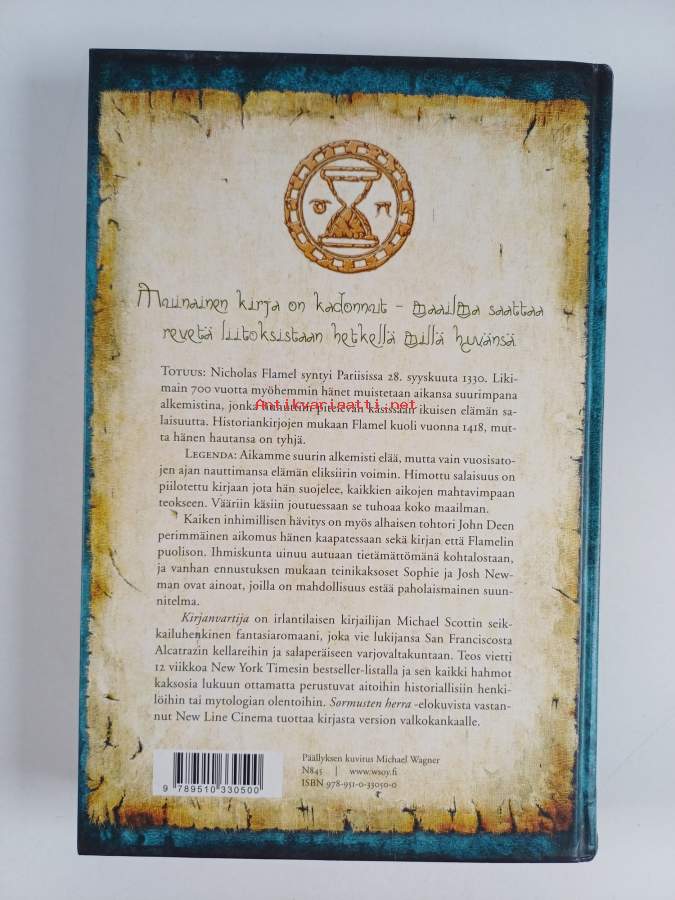 Muinainen kirja on kadonnut – maailma saattaa
revetä liitoksistaan hetkellä millä hyvänsä
Totuus: Nicholas Flamel syntyi Pariisissa 28. syyskuuta 1330. Liki-
main 700 vuotta myöhemmin hänet muistetaan aikansa suurimpana
alkemistina, jonka pitelevän käsissään ikuisen elämän sa-
Antikvariaatti.net
laisuutta. Historiankirjojen mukaan Flamel kuoli vuonna 1418, mut-
ta hänen hautansa on tyhjä.
Legenda: Aikamme suurin alkemisti elää, mutta vain vuosisato-
jen ajan nauttimansa elämän eliksiirin voimin. Himottu salaisuus on
piilotettu kirjaan jota hän suojelee, kaikkien aikojen mahtavimpaan
teokseen. Vääriin käsiin joutuessaan se tuhoaa koko maailman.
Kaiken inhimillisen hävitys on myös alhaisen tohtori John Deen
perimmäinen aikomus hänen kaapatessaan sekä kirjan että Flamelin
puolison. Ihmiskunta uinuu autuaan tietämättömänä kohtalostaan,
ja vanhan ennustuksen mukaan teinikaksoset Sophie ja Josh New-
man ovat ainoat, joilla on mahdollisuus estää paholaismainen suun-
nitelma.
Kirjanvartija on irlantilaisen kirjailijan Michael Scottin seik-
kailuhenkinen fantasiaromaani, joka vie lukijansa San Franciscosta
Alcatrazin kellareihin ja salaperäiseen varjovaltakuntaan. Teos vietti
12 viikkoa New York Timesin bestseller-listalla ja sen kaikki hahmot
kaksosia lukuun ottamatta perustuvat aitoihin historiallisiin henki-
löihin tai mytologian olentoihin. Sormusten herra -elokuvista vastan-
nut New Line Cinema tuottaa kirjasta version valkokankaalle.
Päällyksen kuvitus Michael Wagner
N845 | www.wsoy.fi
ISBN 978-951-0-33050-0
9 789510 330500